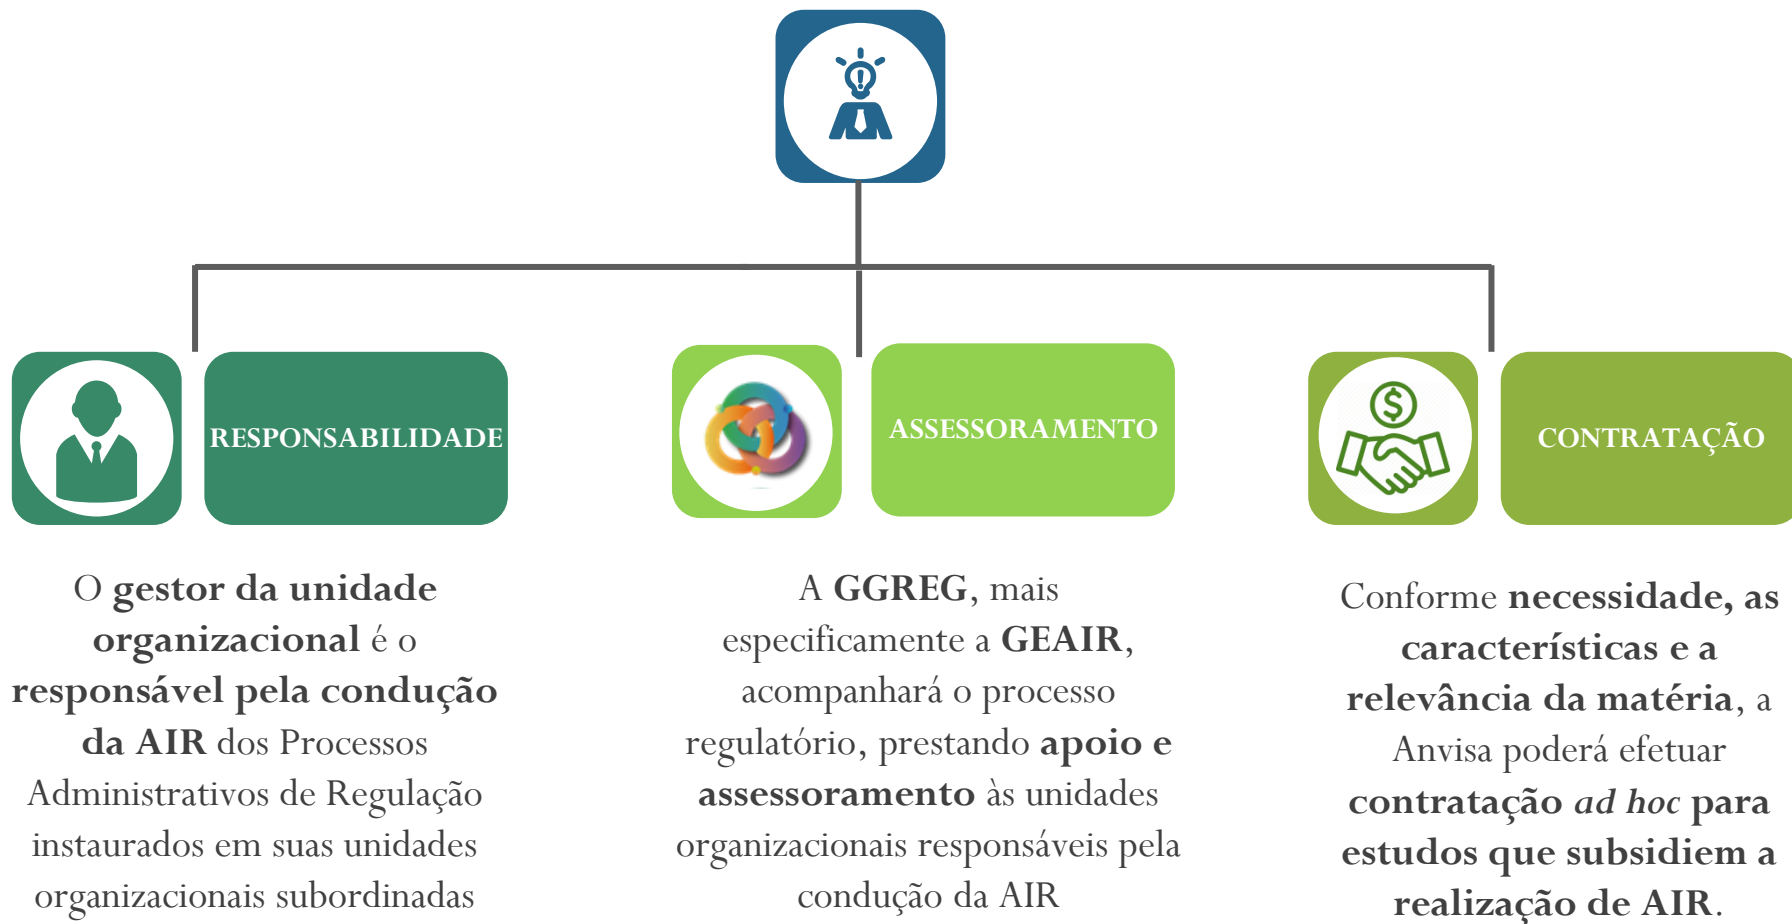 RESPONSABILIDADE
O gestor da unidade
organizacional é o
responsável pela condução
da AIR dos Processos
Administrativos de Regulação
instaurados em suas unidades
organizacionais subordinadas
ASSESSORAMENTO
A GGREG, mais
especificamente a GEAIR,
acompanhará o processo
regulatório, prestando apoio e
assessoramento às unidades
organizacionais responsáveis pela
condução da AIR
CONTRATAÇÃO
Conforme necessidade, as
características e a
relevância da matéria, a
Anvisa poderá efetuar
contratação ad hoc para
estudos que subsidiem a
realização de AIR.